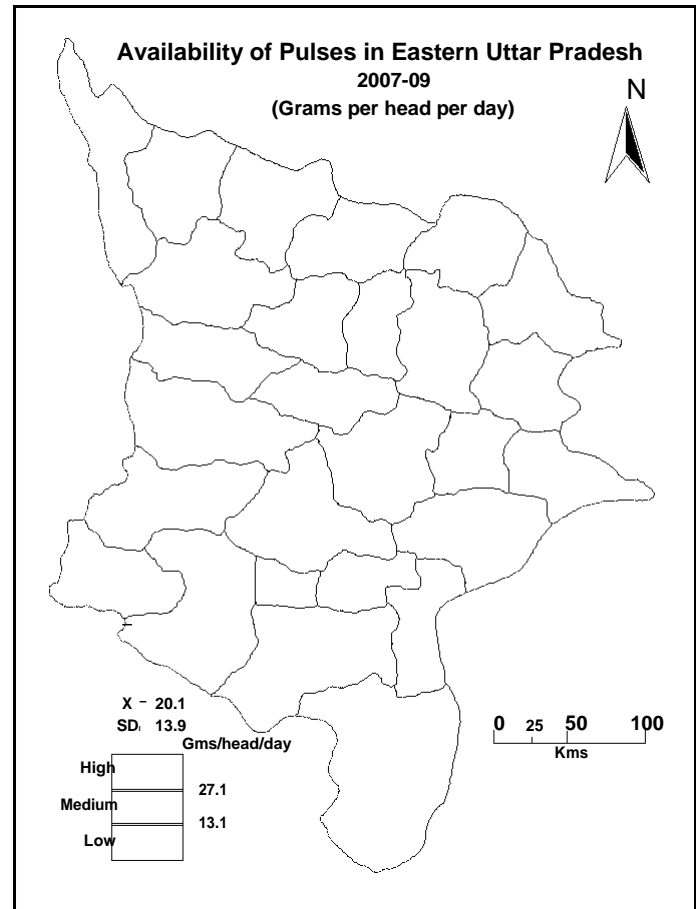 Availability of Pulses in Eastern Uttar Pradesh
2007-09
(Grams per head per day)
N
X - 20.1
SD 13.9
Gms/head/day
High
27.1
Medium
13.1
Low
0 25 50 100
Kms